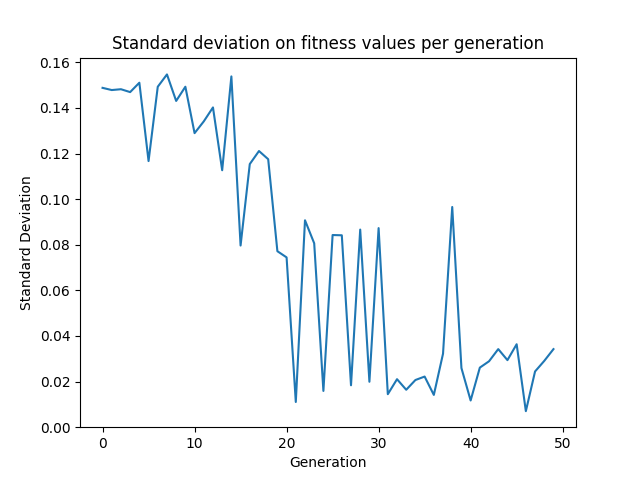 Standard deviation on fitness values per generation
0.16
0.14
0.12
0.10
0.08
0.06
0.04
0.02
0.00
Standard Deviation
0 10 20 30 40 50
Generation